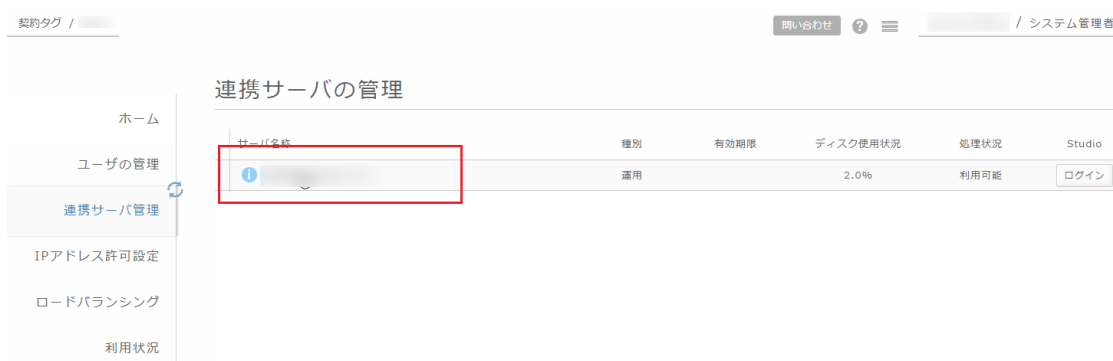 契約タグ /
問い合わせ ? / システム管理者
連携サーバの管理
ホーム
ユーザの管理
連携サーバ管理
IPアドレス許可設定
ロードバランシング
利用状況
サーバ名称 種別 有効期限 ディスク使用状況 処理状況 Studio
i 運用 2.0% 利用可能 ログイン